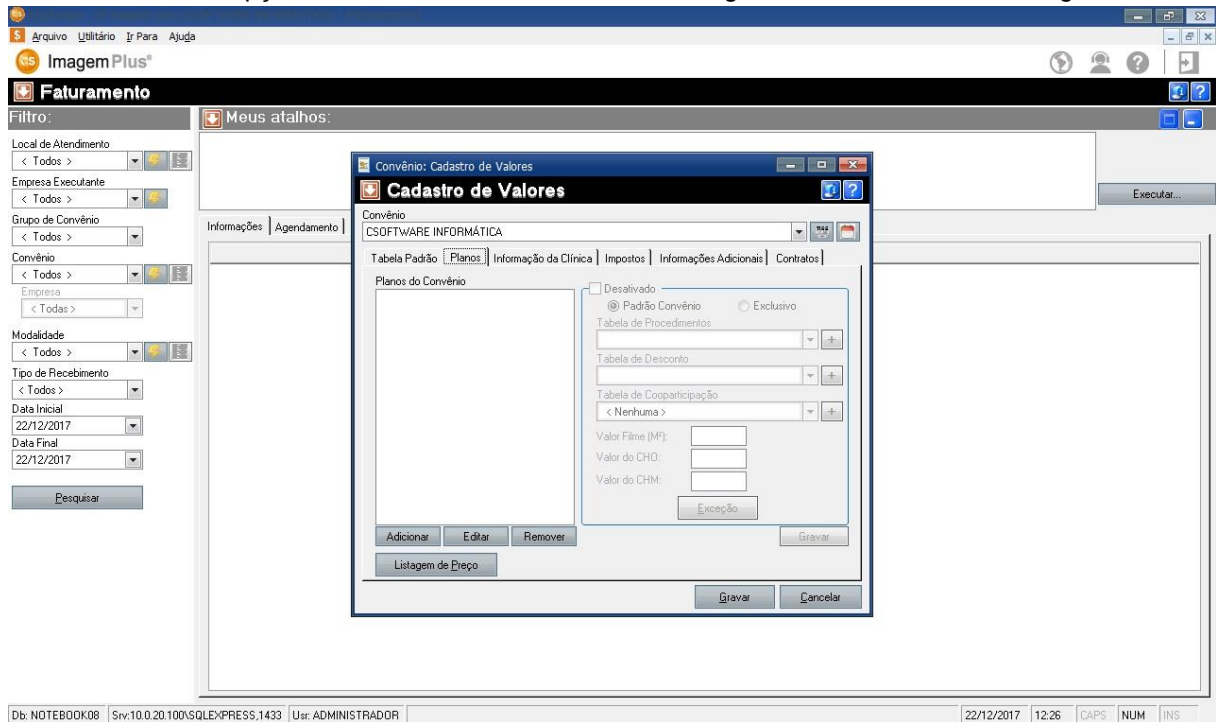 Arquivo Utilitário Ir Para Ajuda
ImagemPlus®
Faturamento
Filtro:
Meus atalhos:
Local de Atendimento
< Todos >
Empresa Executante
< Todos >
Grupo de Convênio
< Todos >
Convênio
< Todos >
Empresa
< Todas >
Modalidade
< Todos >
Tipo de Recebimento
< Todos >
Data Inicial
22/12/2017
Data Final
22/12/2017
Pesquisar
Executar...
Informações Agendamento
Convênio: Cadastro de Valores
Cadastro de Valores
Convênio
CSOFTWARE INFORMÁTICA
Tabela Padrão Planos Informação da Clínica Impostos Informações Adicionais Contratos
Planos do Convênio
Desativado
Padrão Convênio Exclusivo
Tabela de Procedimentos
Tabela de Desconto
Tabela de Cooparticipação
< Nenhuma >
Valor Filme (M²):
Valor do CHO:
Valor do CHM:
Exceção
Adicionar Editar Remover Gravar
Listagem de Preço
Gravar Cancelar
Db: NOTEBOOK08 Srv:10.0.20.100\SQLEXPRESS,1433 Usr: ADMINISTRADOR 22/12/2017 12:26 CAPS NUM INS